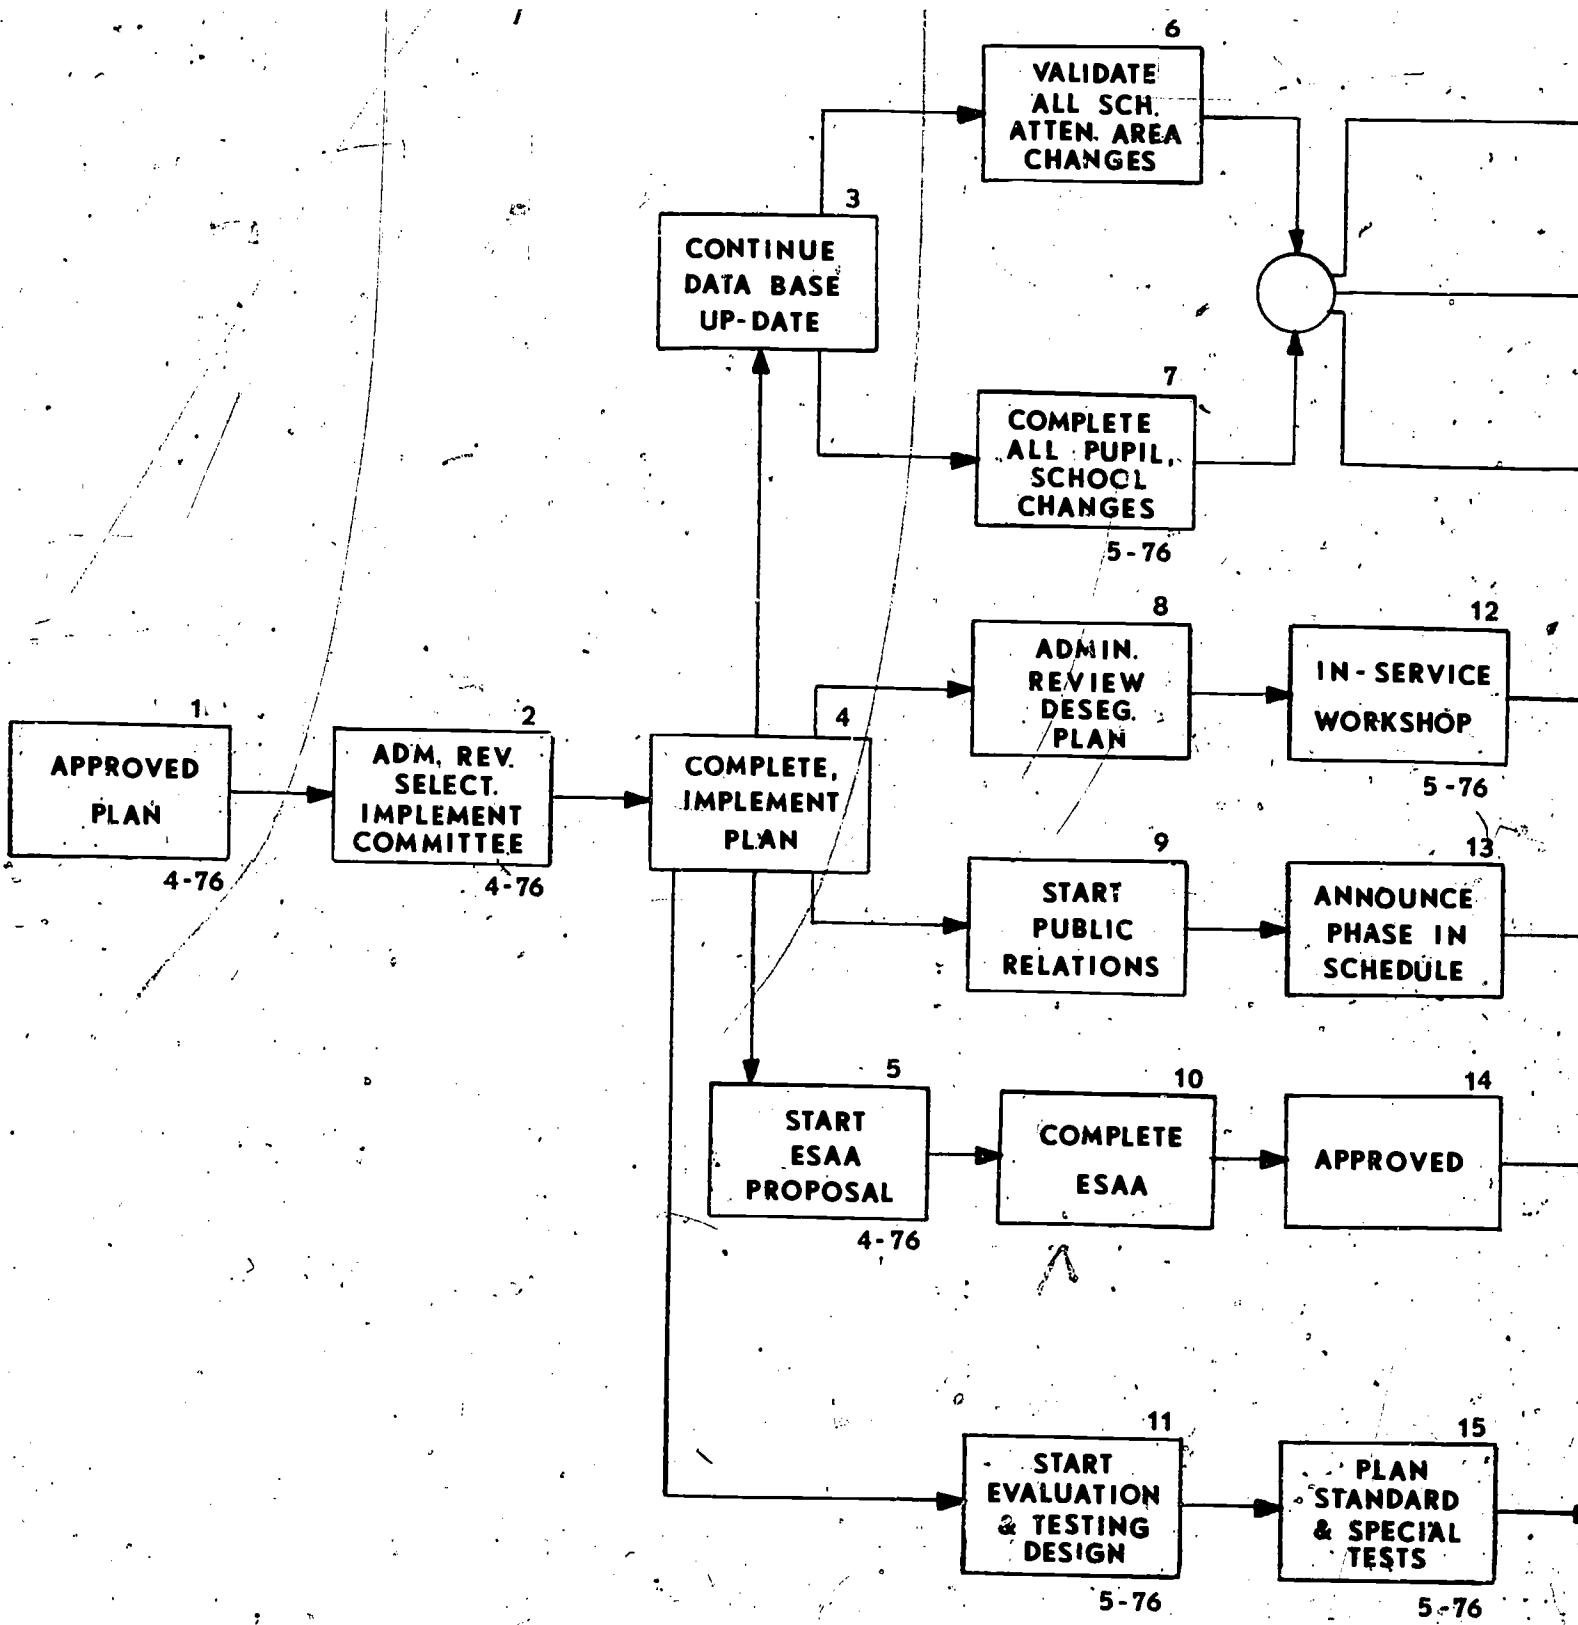 6
VALIDATE
ALL SCH.
ATTEN. AREA
CHANGES
3
CONTINUE
DATA BASE
UP-DATE
7
COMPLETE
ALL PUPIL,
SCHOOL
CHANGES
5-76
8
ADMIN.
REVIEW
DESEG.
PLAN
12
IN-SERVICE
WORKSHOP
5-76
1
APPROVED
PLAN
4-76
2
ADM. REV.
SELECT.
IMPLEMENT
COMMITTEE
4-76
4
COMPLETE,
IMPLEMENT
PLAN
9
START
PUBLIC
RELATIONS
13
ANNOUNCE
PHASE IN
SCHEDULE
5
START
ESAA
PROPOSAL
4-76
10
COMPLETE
ESAA
14
APPROVED
11
START
EVALUATION
& TESTING
DESIGN
5-76
15
PLAN
STANDARD
& SPECIAL
TESTS
5-76